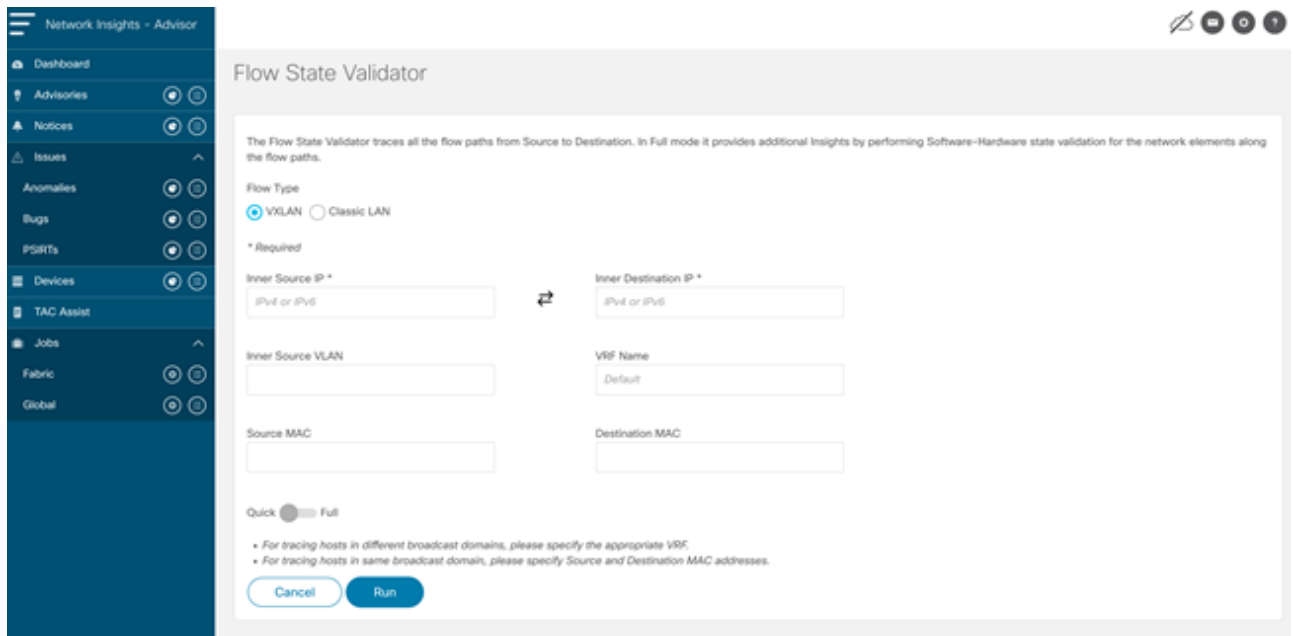 Network Insights - Advisor
Dashboard
Advisories
Notices
Issues
Anomalies
Bugs
PSIRTs
Devices
TAC Assist
Jobs
Fabric
Global
?
Flow State Validator
The Flow State Validator traces all the flow paths from Source to Destination. In Full mode it provides additional Insights by performing Software-Hardware state validation for the network elements along
the flow paths.
Flow Type
VXLAN Classic LAN
* Required
Inner Source IP * Inner Destination IP *
IPv4 or IPv6 IPv4 or IPv6
Inner Source VLAN VRF Name
Default
Source MAC Destination MAC
Quick Full
• For tracing hosts in different broadcast domains, please specify the appropriate VRF.
• For tracing hosts in same broadcast domain, please specify Source and Destination MAC addresses.
Cancel Run